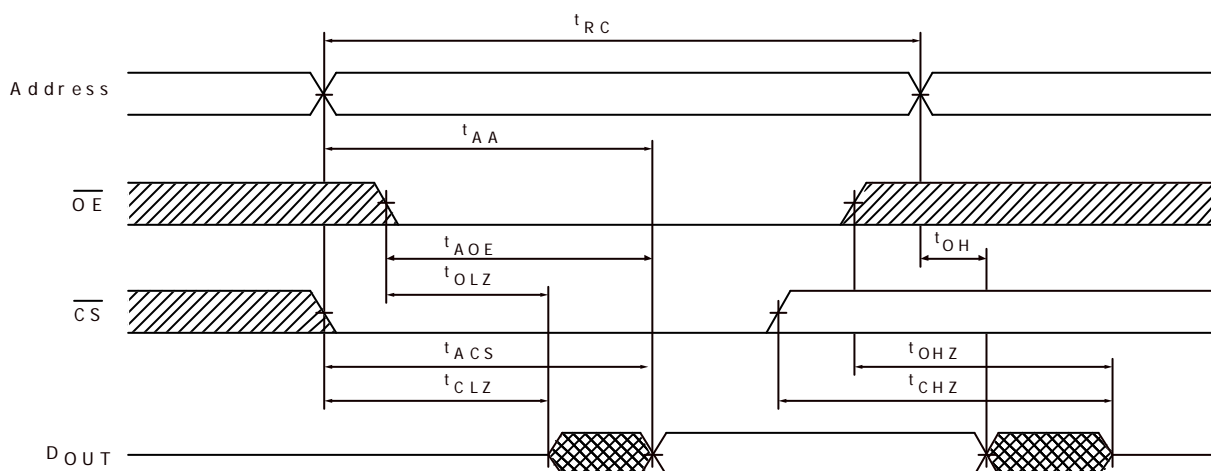 tRC
Address
tAA
OE
tAOE
tOH
tOLZ
CS
tACS
tOHZ
tCLZ
tCHZ
DOUT